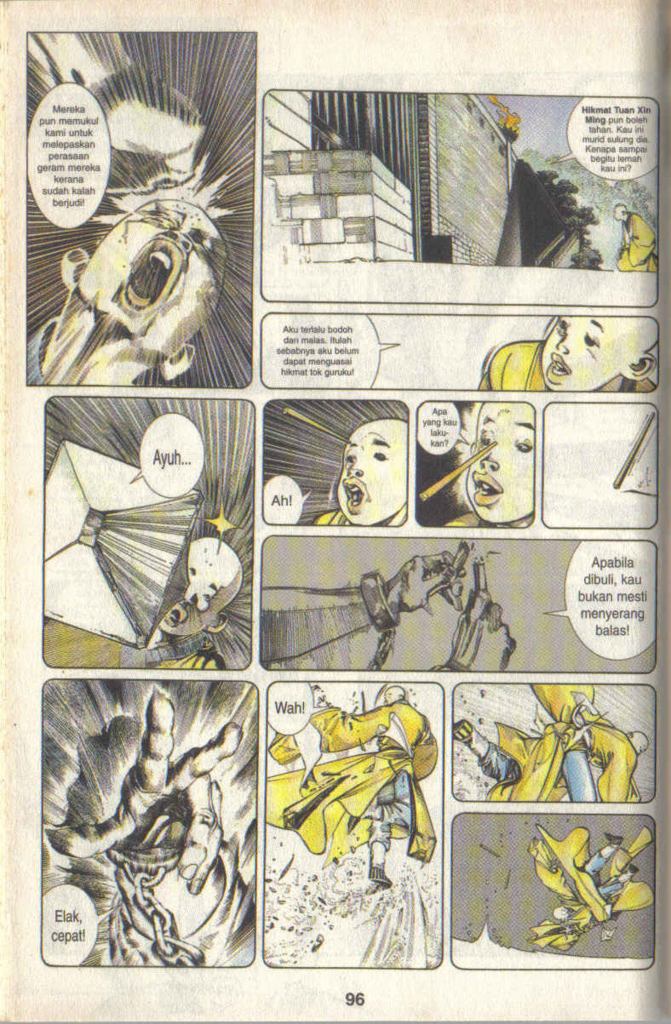 Mereka
pun memukul
kami untuk
melepaskan
perasaan
geram mereka
kerana
sudah kalah
berjudi!
Hikmat Tuan Xin
Ming pun boleh
tahan. Kau ini
murid sulung dia.
Kenapa sampai
begitu lemah
kau ini?
Aku terlalu bodoh
dan malas. Itulah
sebabnya aku belum
dapat menguasai
hikmat tok guruku!
Ayuh...
Ah!
Apa
yang kau
laku-
kan?
Apabila
dibuli, kau
bukan mesti
menyerang
balas!
Elak,
cepat!
Wah!
96